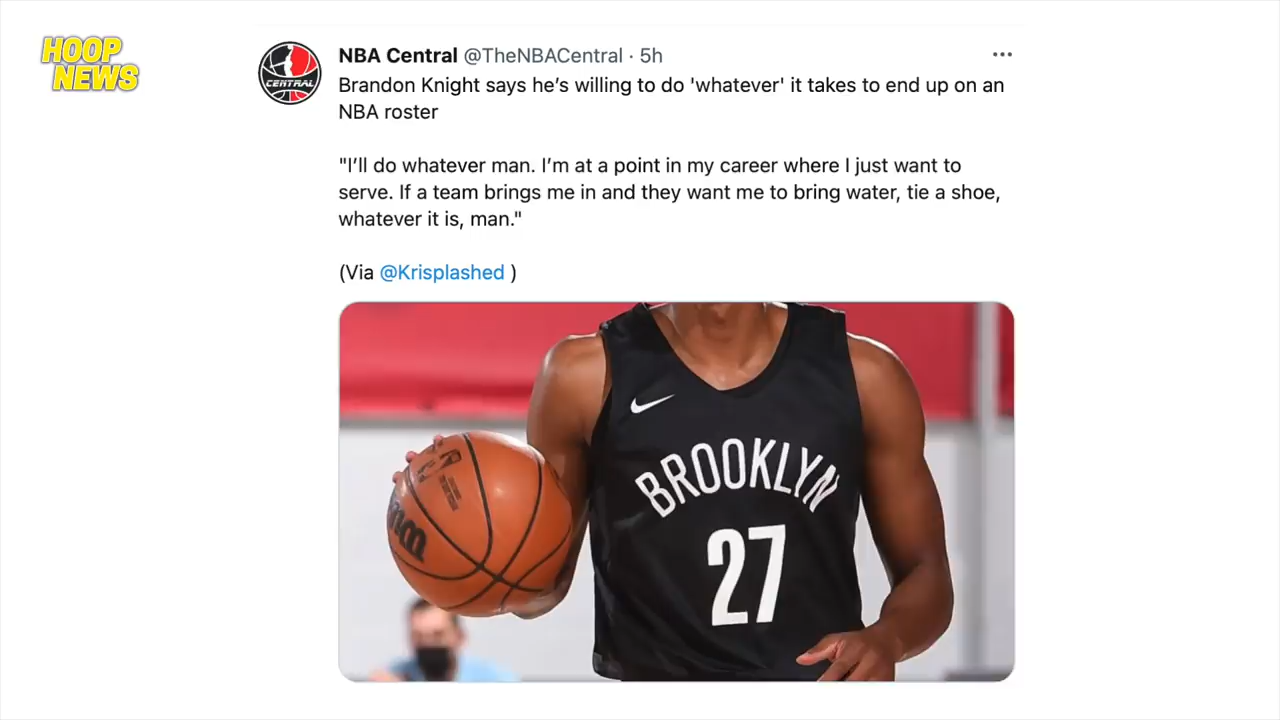 HOOP
NEWS
CENTRAL
NBA Central @TheNBACentral · 5h
Brandon Knight says he’s willing to do 'whatever' it takes to end up on an
NBA roster
"I’ll do whatever man. I’m at a point in my career where I just want to
serve. If a team brings me in and they want me to bring water, tie a shoe,
whatever it is, man."
(Via @Krisplashed )
BROOKLYN
27